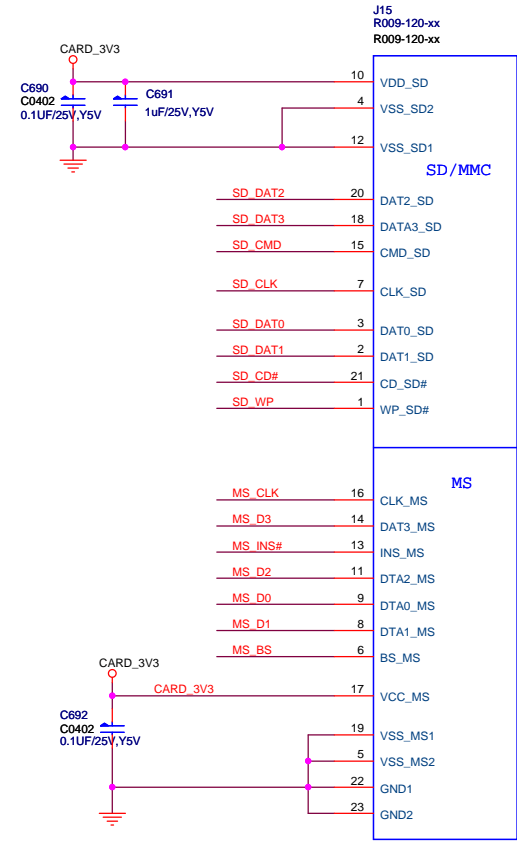 J15
R009-120-xx
R009-120-xx
CARD_3V3
C690
C0402
0.1UF/25V,Y5V
C691
1uF/25V,Y5V
10 VDD_SD
4 VSS_SD2
12 VSS_SD1
SD/MMC
SD_DAT2 20 DAT2_SD
SD_DAT3 18 DATA3_SD
SD_CMD 15 CMD_SD
SD_CLK 7 CLK_SD
SD_DAT0 3 DAT0_SD
SD_DAT1 2 DAT1_SD
SD_CD# 21 CD_SD#
SD_WP 1 WP_SD#
MS
MS_CLK 16 CLK_MS
MS_D3 14 DAT3_MS
MS_INS# 13 INS_MS
MS_D2 11 DTA2_MS
MS_D0 9 DTA0_MS
MS_D1 8 DTA1_MS
MS_BS 6 BS_MS
CARD_3V3
CARD_3V3 17 VCC_MS
C692
C0402
0.1UF/25V,Y5V
19 VSS_MS1
5 VSS_MS2
22 GND1
23 GND2